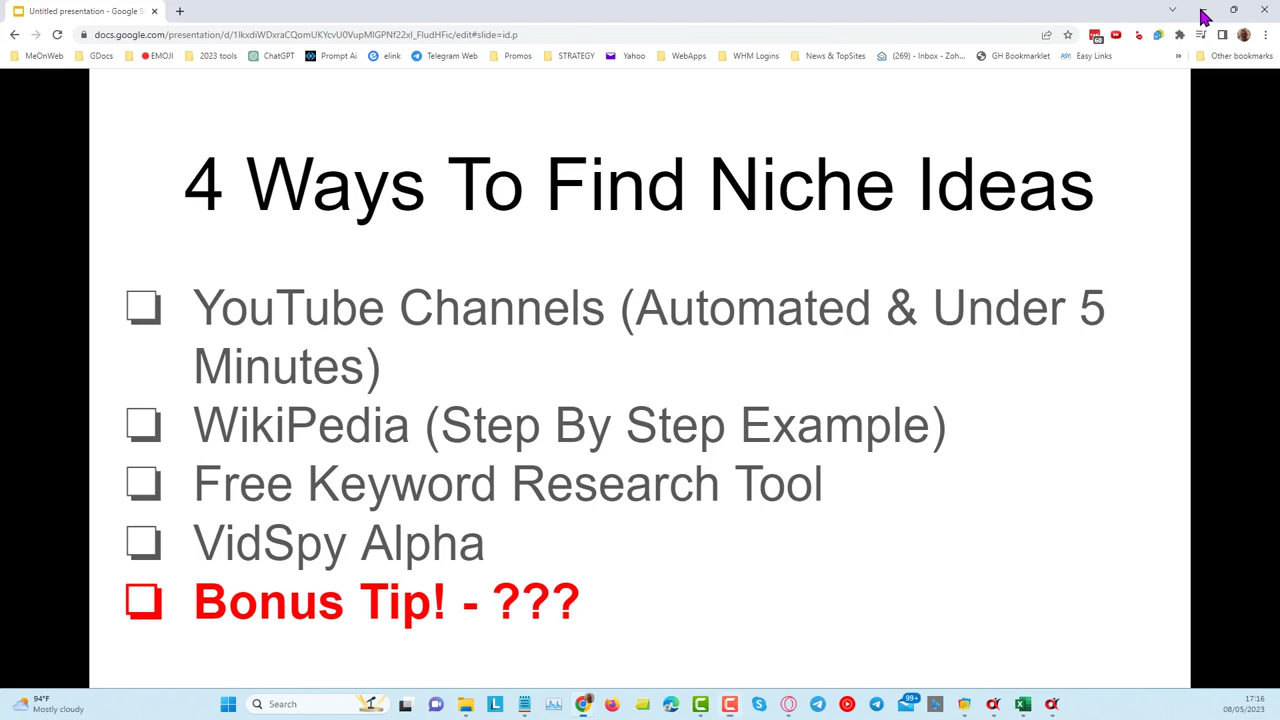 Untitled presentation - Google S
docs.google.com/presentation/d/1IkxdiWDxraCQomUKYcvU0VupMIGPNf22xl_FludHFic/edit#slide=id.p
60
MeOnWeb
GDocs
EMOJI
2023 tools
ChatGPT
Prompt Ai
elink
Telegram Web
Promos
STRATEGY
Yahoo
WebApps
WHM Logins
News & TopSites
(269) - Inbox - Zoh...
GH Bookmarklet
Easy Links
»
Other bookmarks
4 Ways To Find Niche Ideas
YouTube Channels (Automated & Under 5
Minutes)
WikiPedia (Step By Step Example)
Free Keyword Research Tool
VidSpy Alpha
Bonus Tip! - ???
94°F
Mostly cloudy
Search
99+
17:16
08/05/2023